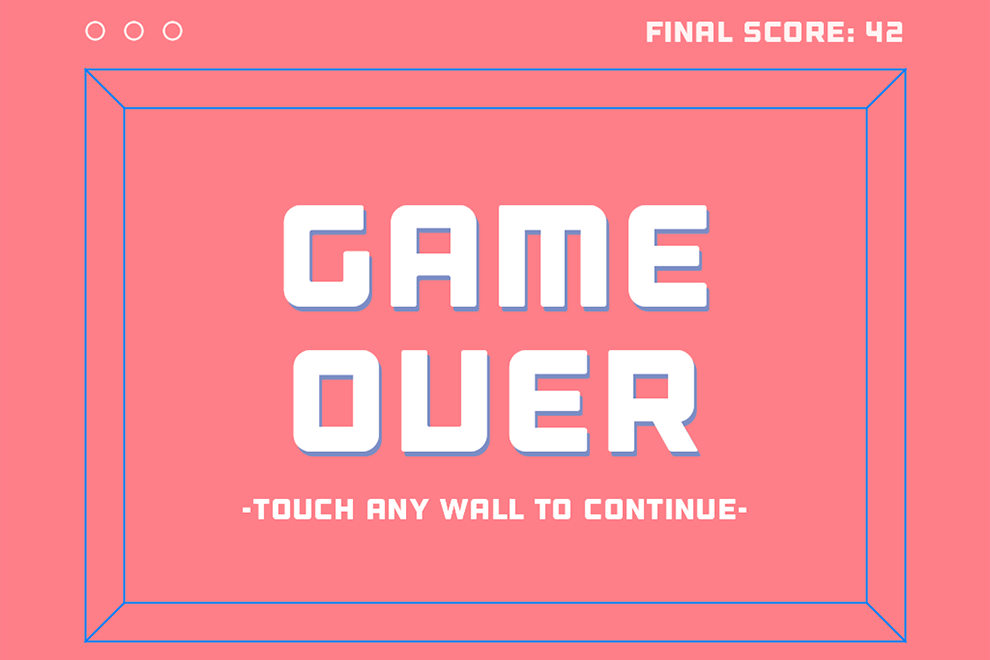 FINAL SCORE: 42
GAME
OVER
-TOUCH ANY WALL TO CONTINUE-